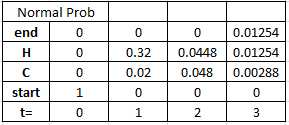 Normal Prob
end 0 0 0 0.01254
H 0 0.32 0.0448 0.01254
C 0 0.02 0.048 0.00288
start 1 0 0 0
t= 0 1 2 3